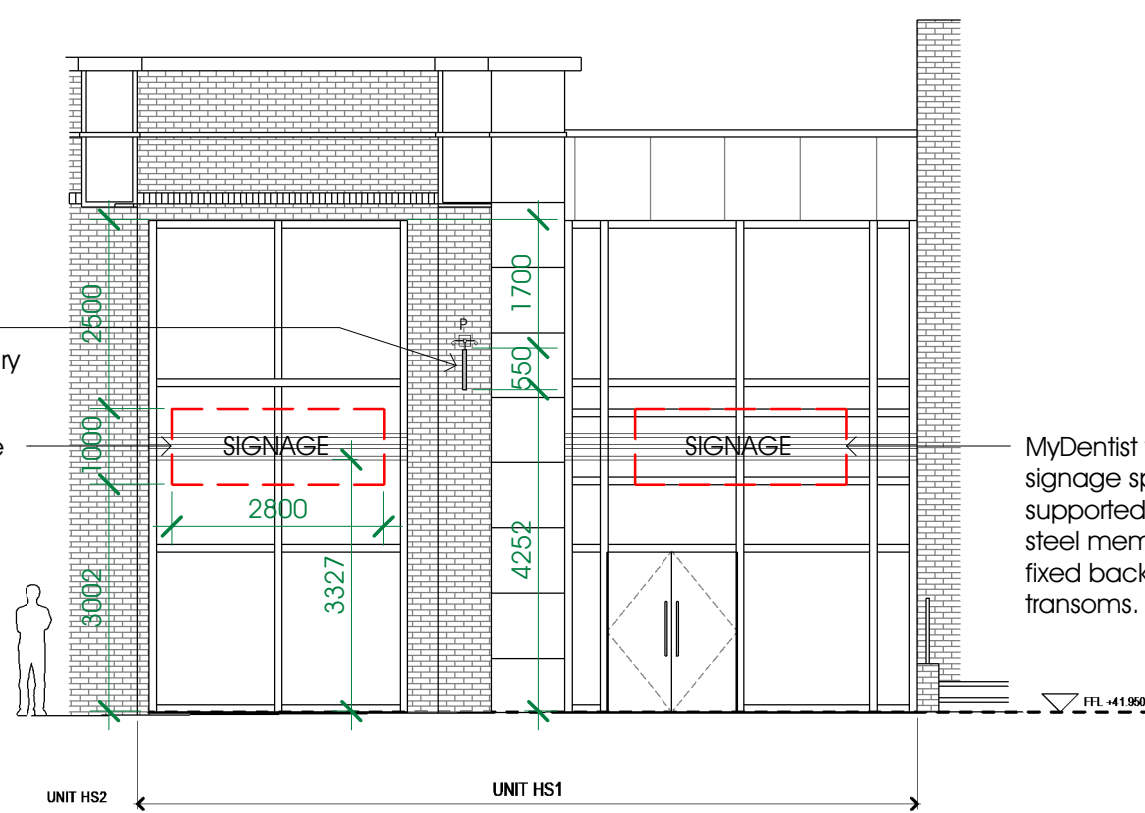 2500
1700
P
550
ry
1000
e
SIGNAGE
SIGNAGE
2800
MyDentist
signage sp
supported
steel mem
fixed back
transoms.
3002
3327
4252
FFL +41.950
UNIT HS2
UNIT HS1